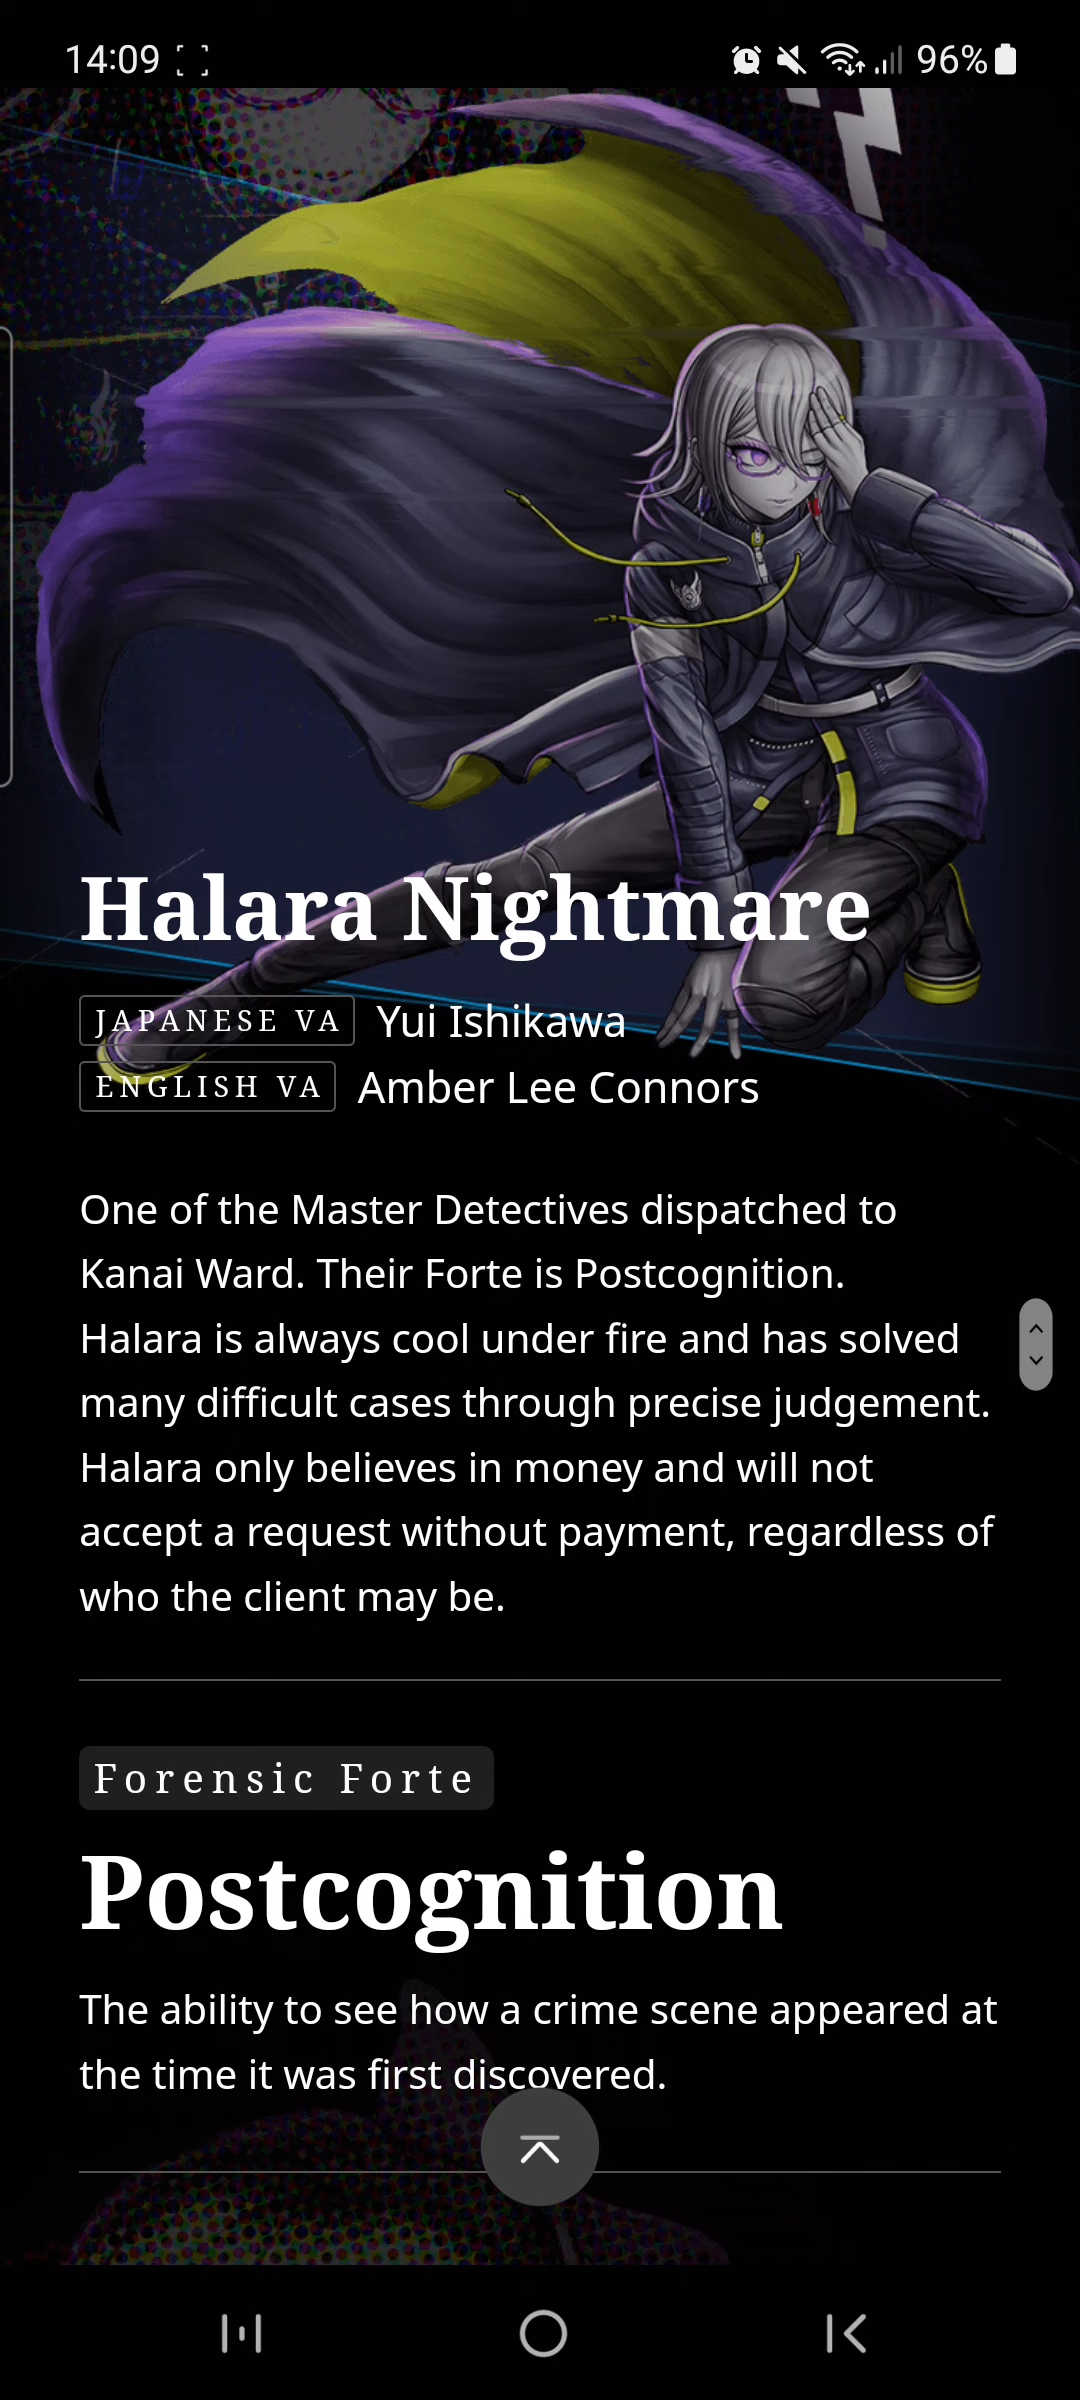 14:09
96%
Halara Nightmare
JAPANESE VA Yui Ishikawa
ENGLISH VA Amber Lee Connors
One of the Master Detectives dispatched to
Kanai Ward. Their Forte is Postcognition.
Halara is always cool under fire and has solved
many difficult cases through precise judgement.
Halara only believes in money and will not
accept a request without payment, regardless of
who the client may be.
Forensic Forte
Postcognition
The ability to see how a crime scene appeared at
the time it was first discovered.